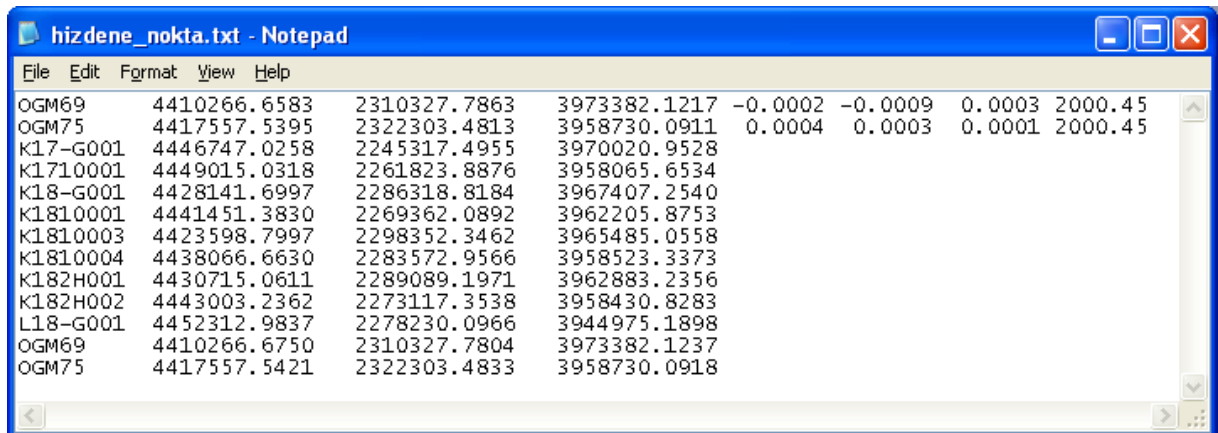 hizdene_nokta.txt - Notepad
File Edit Format View Help
OGM69 4410266.6583 2310327.7863 3973382.1217 -0.0002 -0.0009 0.0003 2000.45
OGM75 4417557.5395 2322303.4813 3958730.0911 0.0004 0.0003 0.0001 2000.45
K17-G001 4446747.0258 2245317.4955 3970020.9528
K1710001 4449015.0318 2261823.8876 3958065.6534
K18-G001 4428141.6997 2286318.8184 3967407.2540
K1810001 4441451.3830 2269362.0892 3962205.8753
K1810003 4423598.7997 2298352.3462 3965485.0558
K1810004 4438066.6630 2283572.9566 3958523.3373
K182H001 4430715.0611 2289089.1971 3962883.2356
K182H002 4443003.2362 2273117.3538 3958430.8283
L18-G001 4452312.9837 2278230.0966 3944975.1898
OGM69 4410266.6750 2310327.7804 3973382.1237
OGM75 4417557.5421 2322303.4833 3958730.0918